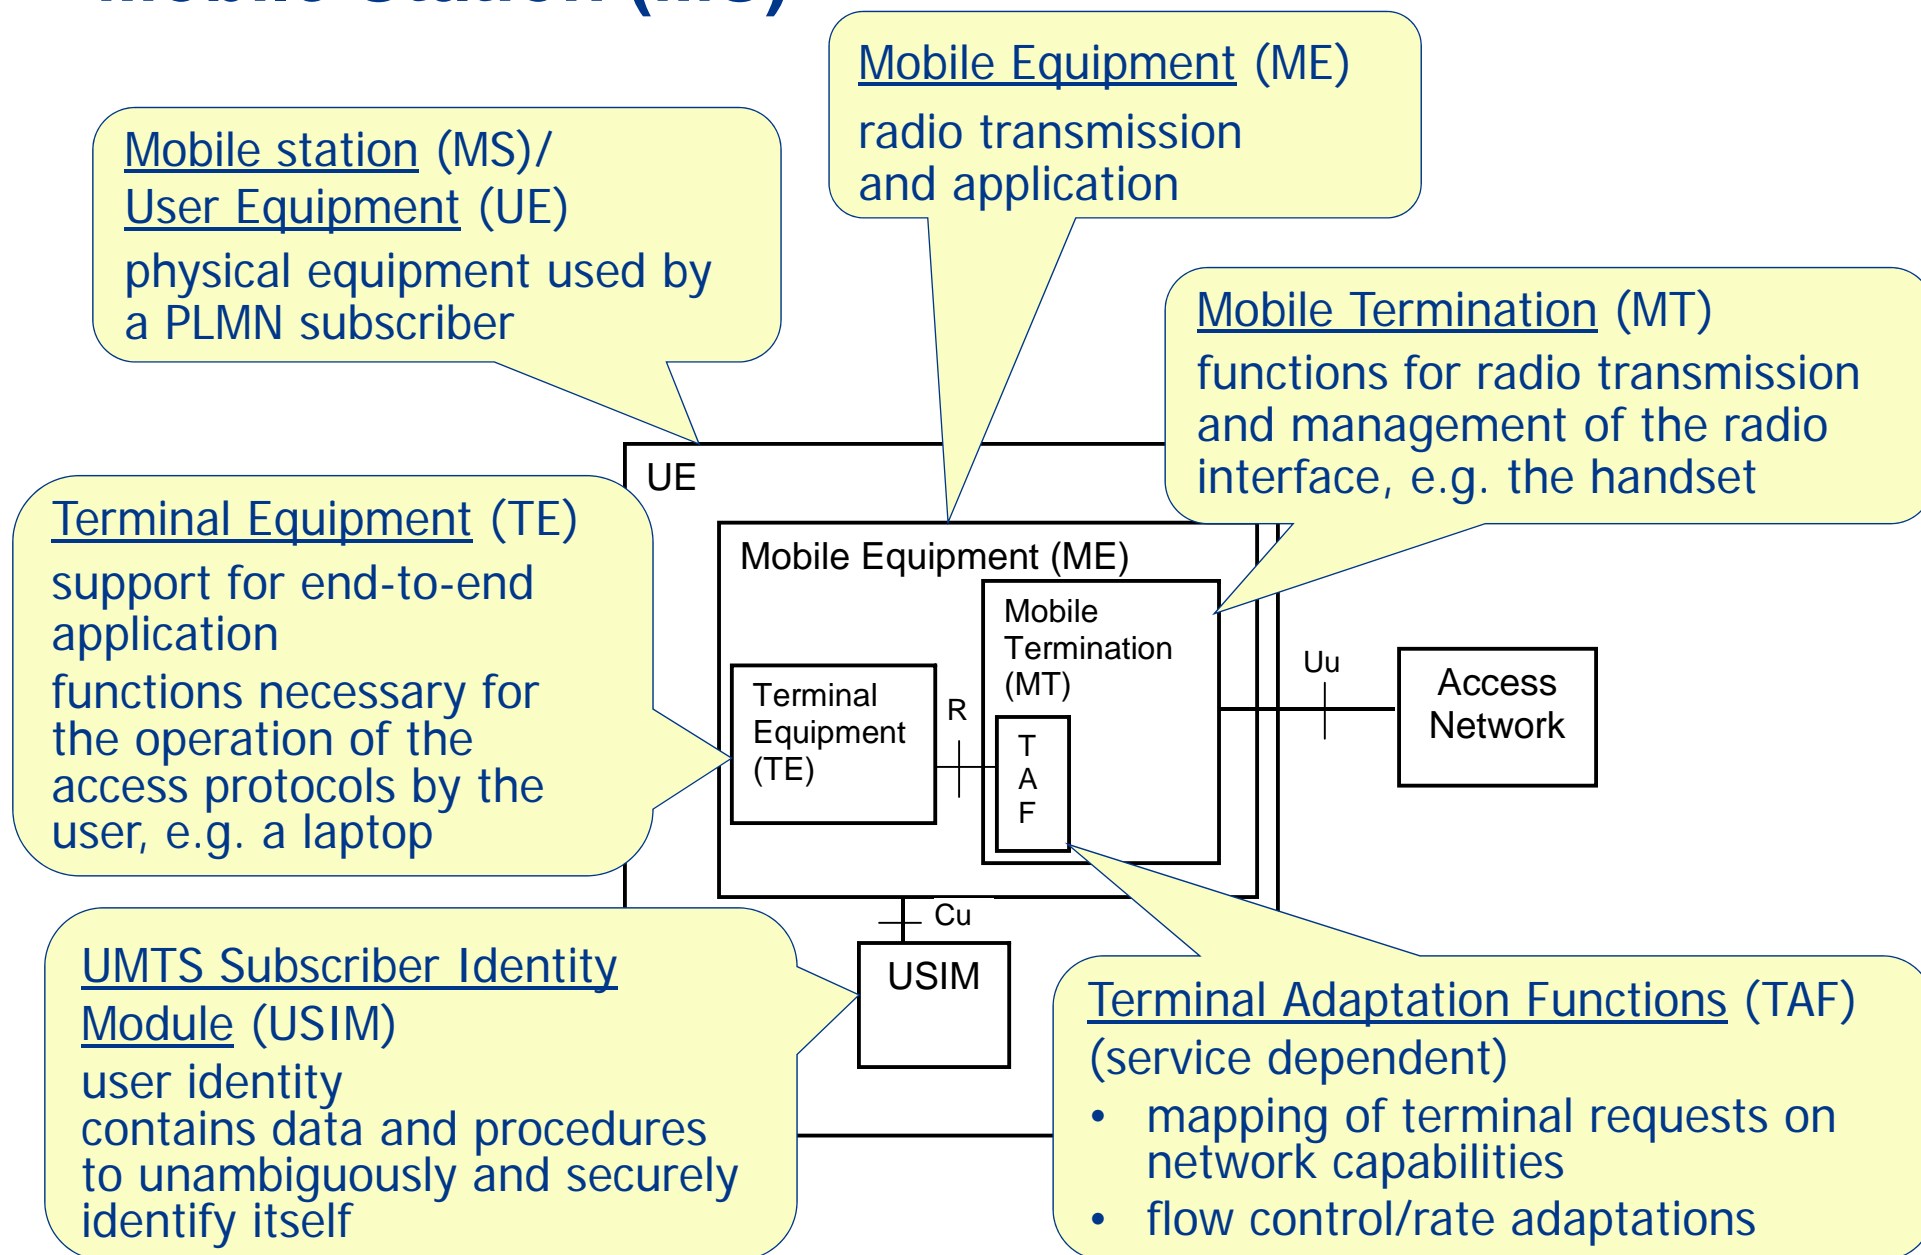 Mobile Station (MS)
Mobile Equipment (ME)
radio transmission
and application
Mobile station (MS)/
User Equipment (UE)
physical equipment used by
a PLMN subscriber
Mobile Termination (MT)
functions for radio transmission
and management of the radio
interface, e.g. the handset
Terminal Equipment (TE)
support for end-to-end
application
functions necessary for
the operation of the
access protocols by the
user, e.g. a laptop
UE
Mobile Equipment (ME)
Mobile
Termination
(MT)
Terminal
Equipment
(TE)
R
T
A
F
Uu
Access
Network
Cu
USIM
UMTS Subscriber Identity
Module (USIM)
user identity
contains data and procedures
to unambiguously and securely
identify itself
Terminal Adaptation Functions (TAF)
(service dependent)
• mapping of terminal requests on
network capabilities
• flow control/rate adaptations